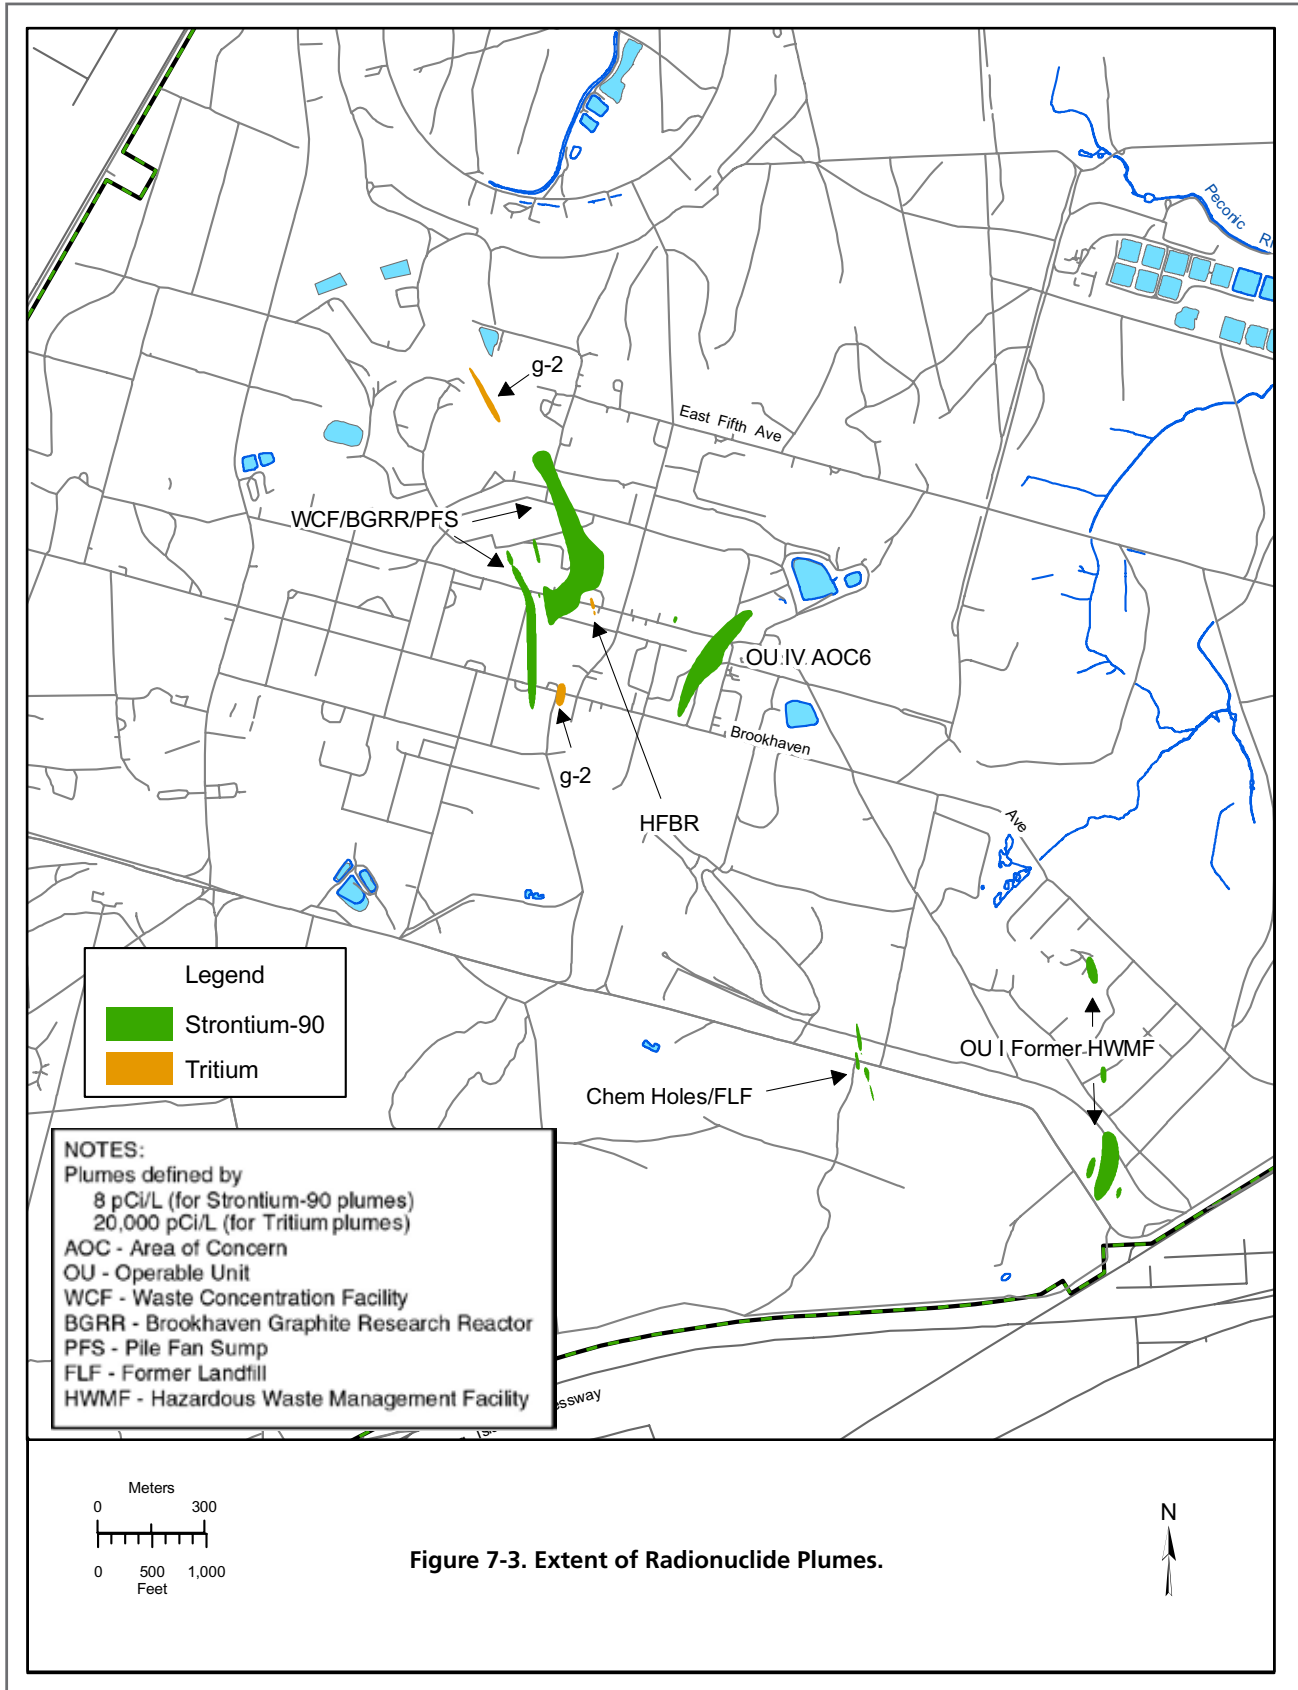 Peconic
g-2
East Fifth Ave
WCF/BGRR/PFS
OU IV AOC6
Brookhaven
g-2
HFBR
Ave
Legend
Strontium-90
Tritium
OU I Former HWMF
Chem Holes/FLF
NOTES:
Plumes defined by
8 pCi/L (for Strontium-90 plumes)
20,000 pCi/L (for Tritium plumes)
AOC - Area of Concern
OU - Operable Unit
WCF - Waste Concentration Facility
BGRR - Brookhaven Graphite Research Reactor
PFS - Pile Fan Sump
FLF - Former Landfill
HWMF - Hazardous Waste Management Facility
Meters
0 300
0 500 1,000
Feet
Figure 7-3. Extent of Radionuclide Plumes.
N